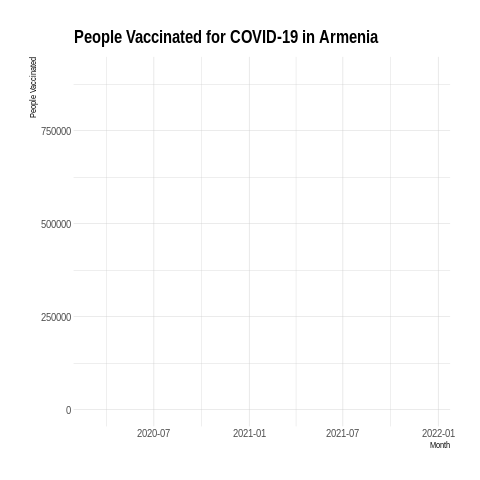 People Vaccinated for COVID-19 in Armenia
People Vaccinated
750000
500000
250000
0
2020-07 2021-01 2021-07 2022-01
Month